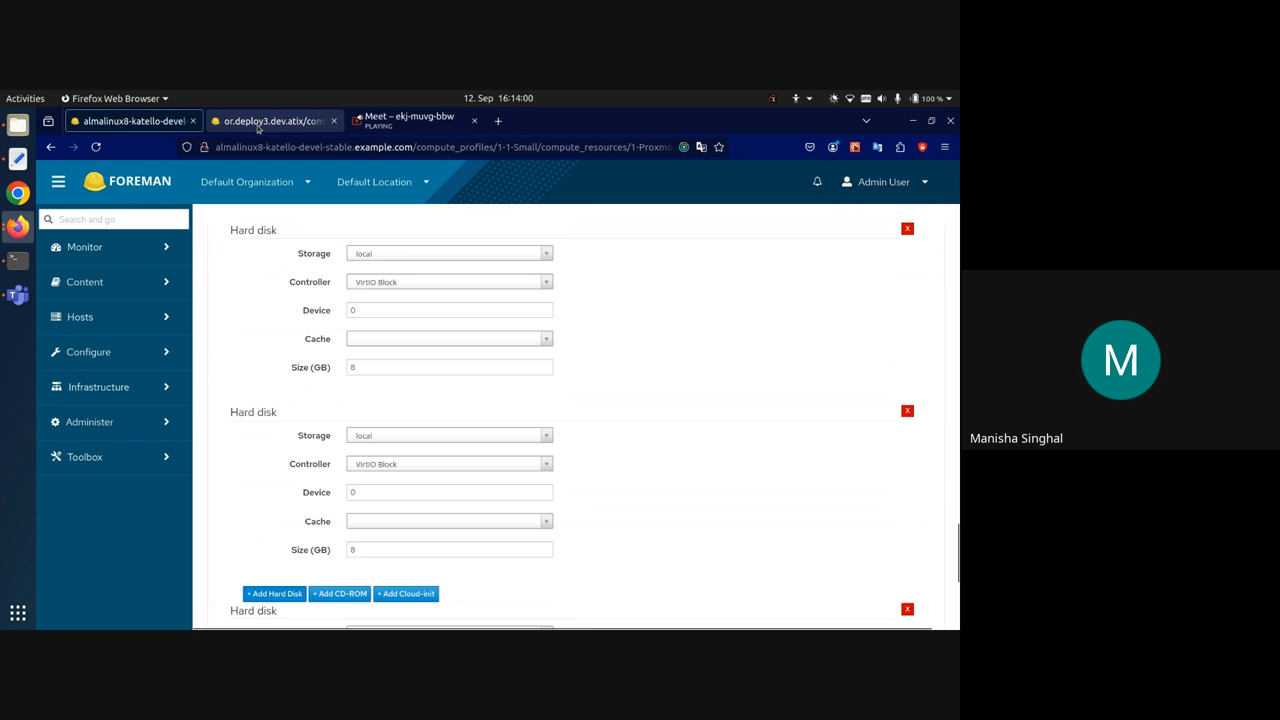 Activities
Firefox Web Browser
12. Sep 16:14:00
100 %
almalinux8-katello-devel-
or.deploy3.dev.atix/com
Meet – ekj-muvg-bbw
PLAYING
almalinux8-katello-devel-stable.example.com/compute_profiles/1-1-Small/compute_resources/1-Proxmo
FOREMAN
Default Organization
Default Location
Admin User
Search and go
Monitor
Content
Hosts
Configure
Infrastructure
Administer
Toolbox
Hard disk
X
Storage
local
Controller
VirtIO Block
Device
0
Cache
Size (GB)
8
Hard disk
X
Storage
local
Controller
VirtIO Block
Device
0
Cache
Size (GB)
8
+ Add Hard Disk
+ Add CD-ROM
+ Add Cloud-init
Hard disk
X
M
Manisha Singhal